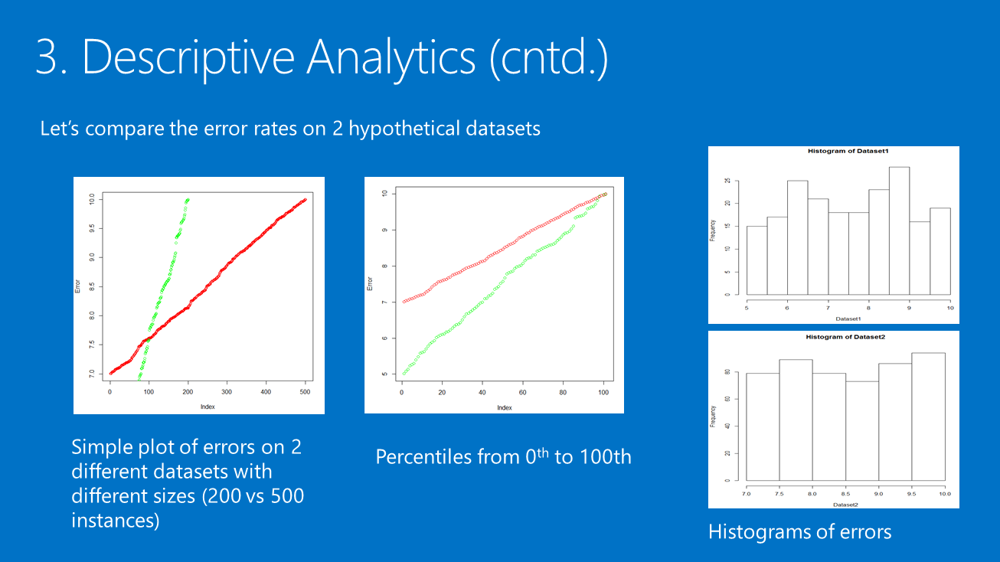 3. Descriptive Analytics (cntd.)
Let's compare the error rates on 2 hypothetical datasets
10.0
9.5
9.0
8.5
8.0
7.5
7.0
Error
0 100 200 300 400 500
Index
Simple plot of errors on 2
different datasets with
different sizes (200 vs 500
instances)
10
9
8
7
6
5
Error
0 20 40 60 80 100
Index
Percentiles from 0th to 100th
Histogram of Dataset1
25
20
15
10
5
0
Frequency
5 6 7 8 9 10
Dataset1
Histogram of Dataset2
80
60
40
20
0
Frequency
7.0 7.5 8.0 8.5 9.0 9.5 10.0
Dataset2
Histograms of errors